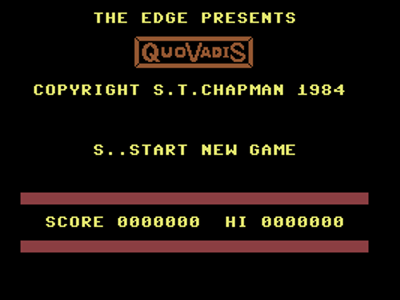 THE EDGE PRESENTS
QUOVADIS
COPYRIGHT S.T.CHAPMAN 1984
S..START NEW GAME
SCORE 0000000 HI 0000000